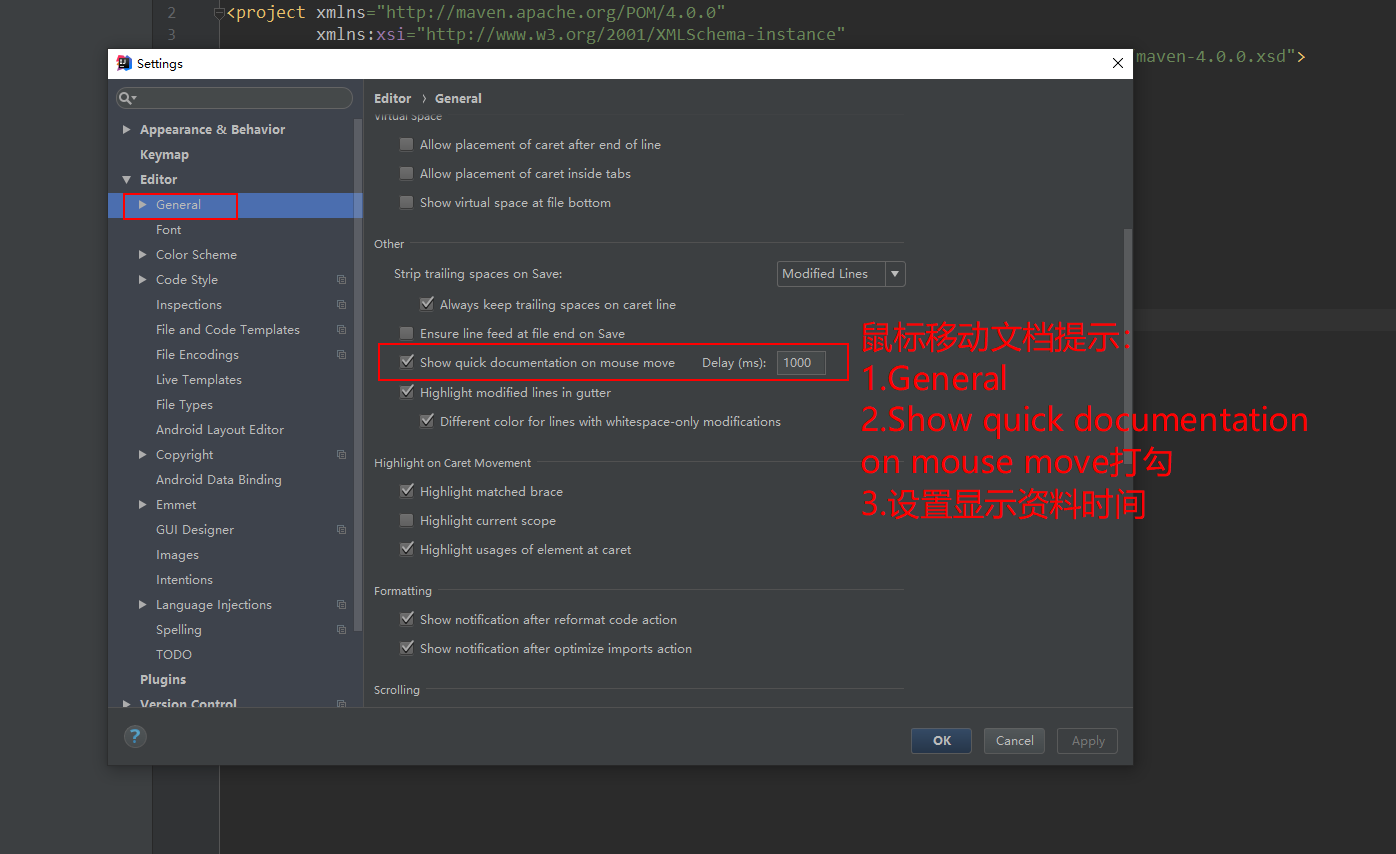 2
<project xmlns="http://maven.apache.org/POM/4.0.0"
3
xmlns:xsi="http://www.w3.org/2001/XMLSchema-instance"
maven-4.0.0.xsd">
Settings
Appearance & Behavior
Keymap
Editor
General
Font
Color Scheme
Code Style
Inspections
File and Code Templates
File Encodings
Live Templates
File Types
Android Layout Editor
Copyright
Android Data Binding
Emmet
GUI Designer
Images
Intentions
Language Injections
Spelling
TODO
Plugins
Version Control
Editor › General
Virtual Space
Allow placement of caret after end of line
Allow placement of caret inside tabs
Show virtual space at file bottom
Other
Strip trailing spaces on Save: Modified Lines
Always keep trailing spaces on caret line
Ensure line feed at file end on Save
Show quick documentation on mouse move Delay (ms): 1000
Highlight modified lines in gutter
Different color for lines with whitespace-only modifications
Highlight on Caret Movement
Highlight matched brace
Highlight current scope
Highlight usages of element at caret
Formatting
Show notification after reformat code action
Show notification after optimize imports action
Scrolling
鼠标移动文档提示:
1.General
2.Show quick documentation
on mouse move打勾
3.设置显示资料时间
?
OK Cancel Apply